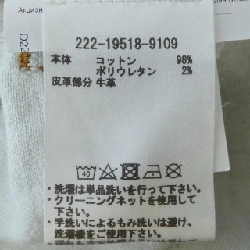 222-19518-9109
本体 コットン 98%
ポリウレタン 2%
皮革部分 牛革
40
・洗濯は単品洗いを行って下さい。
・クリーニングネットを使用して
下さい。
・手洗いによるもみ洗いは避け、